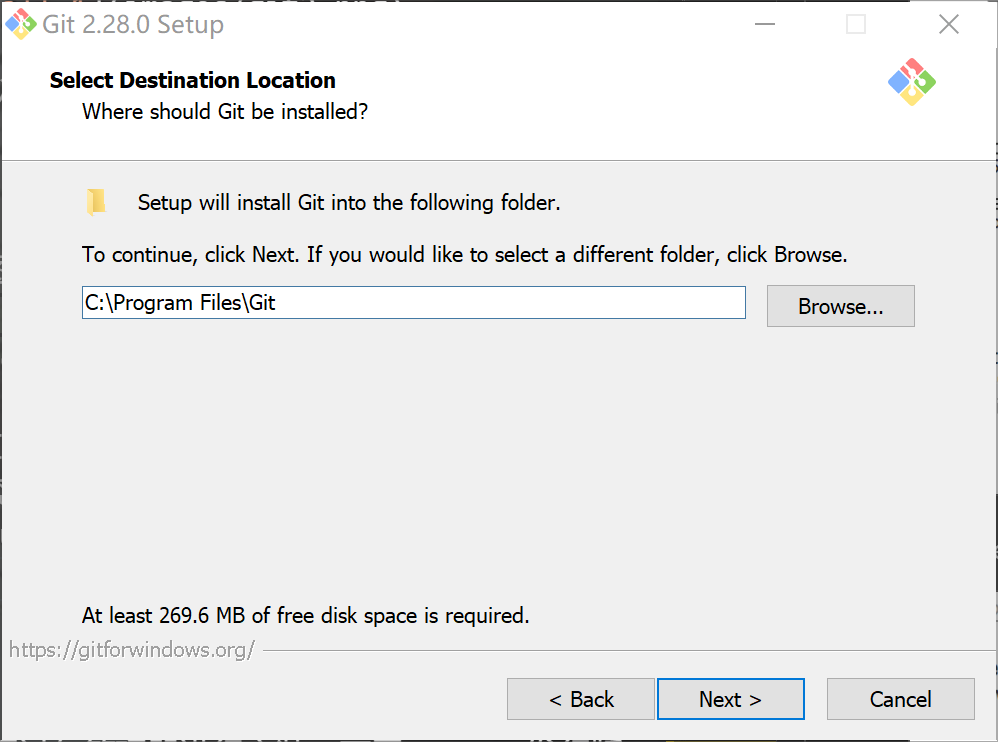 Git 2.28.0 Setup
Select Destination Location
Where should Git be installed?
Setup will install Git into the following folder.
To continue, click Next. If you would like to select a different folder, click Browse.
C:\Program Files\Git
Browse...
At least 269.6 MB of free disk space is required.
https://gitforwindows.org/
< Back
Next >
Cancel